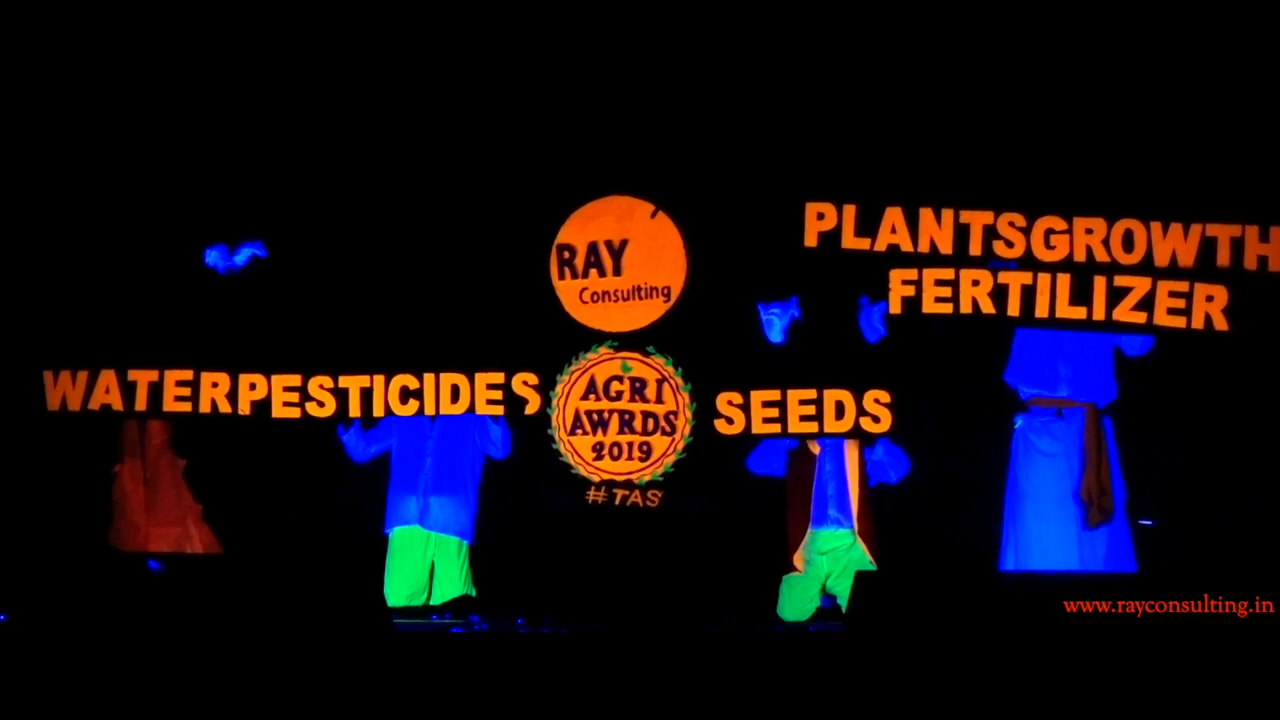 RAY
Consulting
PLANTSGROWTH
FERTILIZER
WATERPESTICIDES
AGRI
AWRDS
2019
SEEDS
#TAS
www.rayconsulting.in